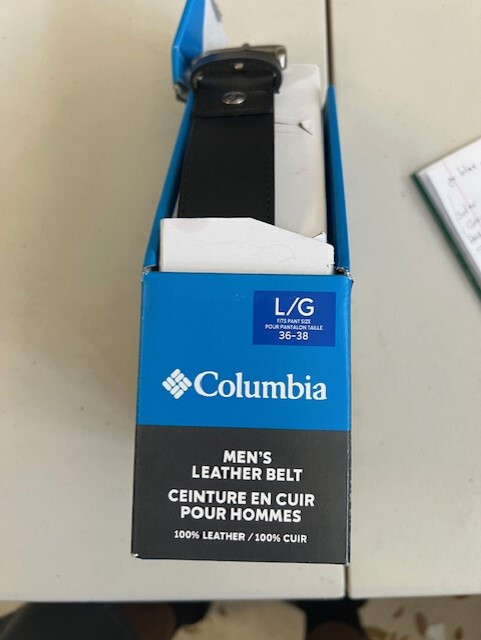 L/G
FITS PANT SIZE
POUR PANTALON TAILLE
36-38
Columbia
MEN'S
LEATHER BELT
CEINTURE EN CUIR
POUR HOMMES
100% LEATHER / 100% CUIR
blue